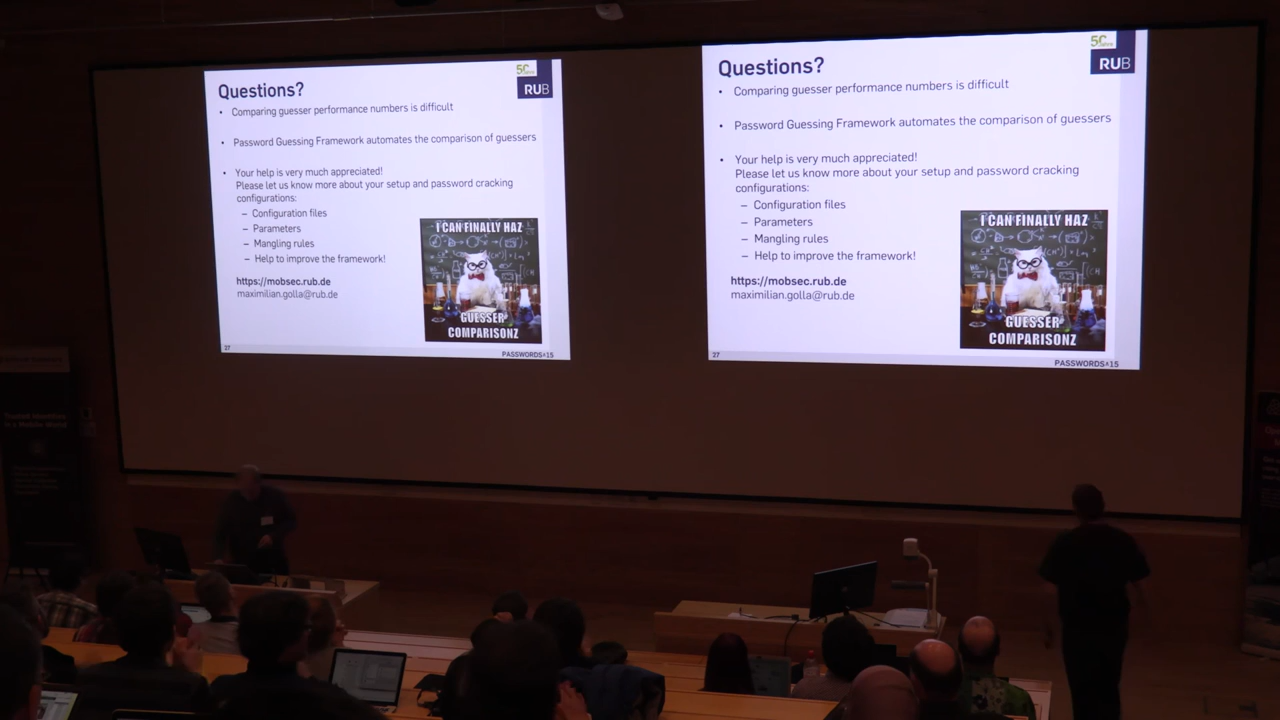 Questions?
50
RUB
• Comparing guesser performance numbers is difficult
• Password Guessing Framework automates the comparison of guessers
• Your help is very much appreciated!
Please let us know more about your setup and password cracking
configurations:
– Configuration files
– Parameters
– Mangling rules
– Help to improve the framework!
https://mobsec.rub.de
maximilian.golla@rub.de
I CAN FINALLY HAZ
GUESSER
COMPARISONZ
27
PASSWORDS^15
Questions?
50
RUB
• Comparing guesser performance numbers is difficult
• Password Guessing Framework automates the comparison of guessers
• Your help is very much appreciated!
Please let us know more about your setup and password cracking
configurations:
– Configuration files
– Parameters
– Mangling rules
– Help to improve the framework!
https://mobsec.rub.de
maximilian.golla@rub.de
I CAN FINALLY HAZ
GUESSER
COMPARISONZ
27
PASSWORDS^15